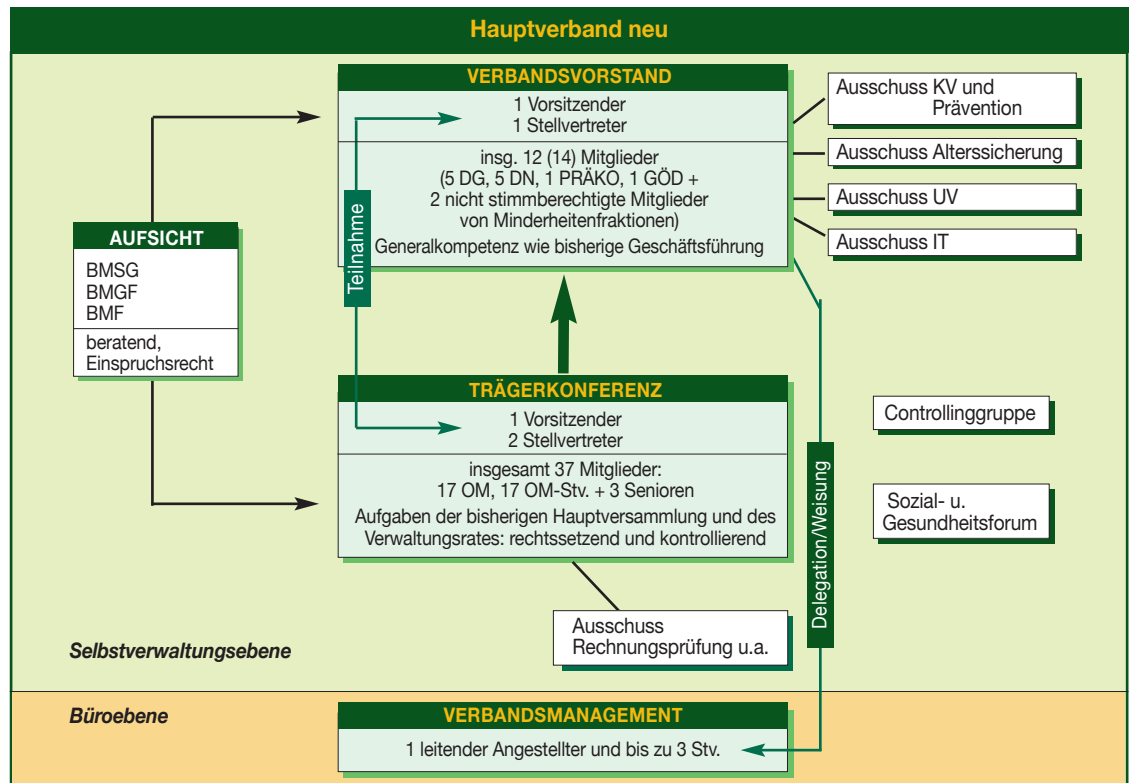 Hauptverband neu
VERBANDSVORSTAND
1 Vorsitzender
1 Stellvertreter
insg. 12 (14) Mitglieder
(5 DG, 5 DN, 1 PRÄKO, 1 GÖD +
2 nicht stimmberechtigte Mitglieder
von Minderheitenfraktionen)
Generalkompetenz wie bisherige Geschäftsführung
Ausschuss KV und
Prävention
Ausschuss Alterssicherung
Ausschuss UV
Ausschuss IT
Teilnahme
AUFSICHT
BMSG
BMGF
BMF
beratend,
Einspruchsrecht
TRÄGERKONFERENZ
1 Vorsitzender
2 Stellvertreter
insgesamt 37 Mitglieder:
17 OM, 17 OM-Stv. + 3 Senioren
Aufgaben der bisherigen Hauptversammlung und des
Verwaltungsrates: rechtssetzend und kontrollierend
Controllinggruppe
Sozial- u.
Gesundheitsforum
Delegation/Weisung
Ausschuss
Rechnungsprüfung u.a.
Selbstverwaltungsebene
Büroebene
VERBANDSMANAGEMENT
1 leitender Angestellter und bis zu 3 Stv.